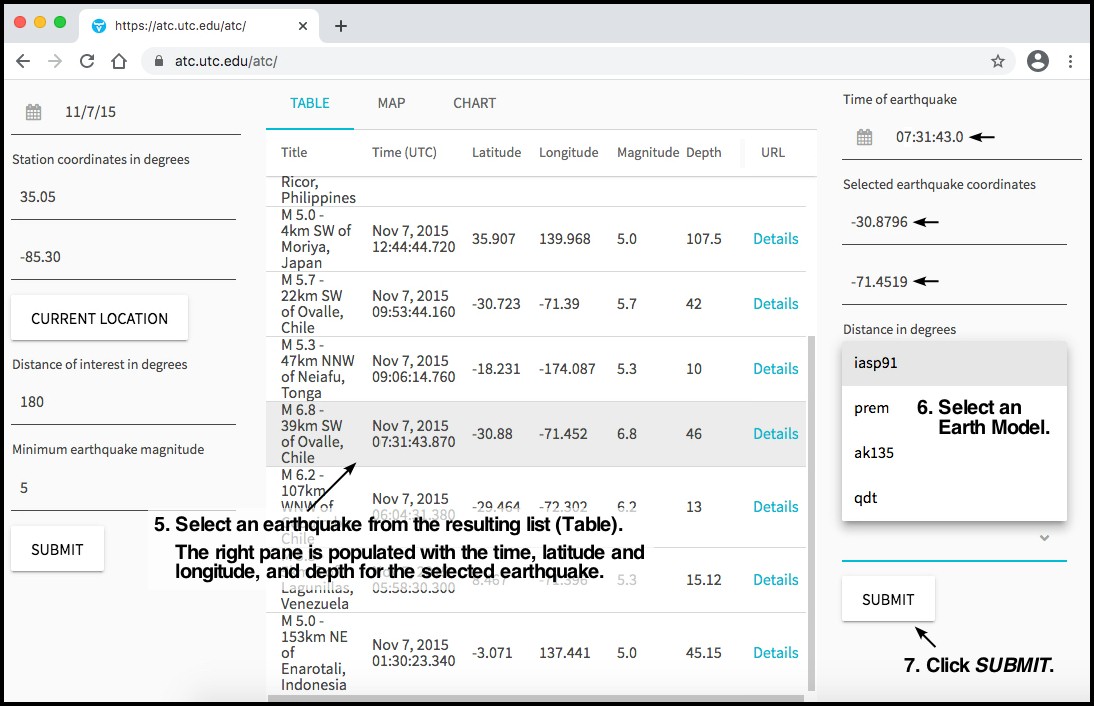 https://atc.utc.edu/atc/
atc.utc.edu/atc/
11/7/15
Station coordinates in degrees
35.05
-85.30
CURRENT LOCATION
Distance of interest in degrees
180
Minimum earthquake magnitude
5
SUBMIT
TABLE MAP CHART
Title Time (UTC) Latitude Longitude Magnitude Depth URL
Ricor,
Philippines
M 5.0 -
4km SW of
Moriya,
Japan
Nov 7, 2015
12:44:44.720
35.907 139.968 5.0 107.5 Details
M 5.7 -
22km SW
of Ovalle,
Chile
Nov 7, 2015
09:53:44.160
-30.723 -71.39 5.7 42 Details
M 5.3 -
47km NNW
of Neiafu,
Tonga
Nov 7, 2015
09:06:14.760
-18.231 -174.087 5.3 10 Details
M 6.8 -
39km SW
of Ovalle,
Chile
Nov 7, 2015
07:31:43.870
-30.88 -71.452 6.8 46 Details
M 6.2 -
107km
WNW of
Chile
Nov 7, 2015
06:04:31.380
-29.464 -72.302 6.2 13 Details
5. Select an earthquake from the resulting list (Table).
The right pane is populated with the time, latitude and
longitude, and depth for the selected earthquake.
Lagunillas,
Venezuela
05:58:30.300
8.467 -71.396 5.3 15.12 Details
M 5.0 -
153km NE
of
Enarotali,
Indonesia
Nov 7, 2015
01:30:23.340
-3.071 137.441 5.0 45.15 Details
Time of earthquake
07:31:43.0
Selected earthquake coordinates
-30.8796
-71.4519
Distance in degrees
iasp91
prem
ak135
qdt
6. Select an
Earth Model.
SUBMIT
7. Click SUBMIT.